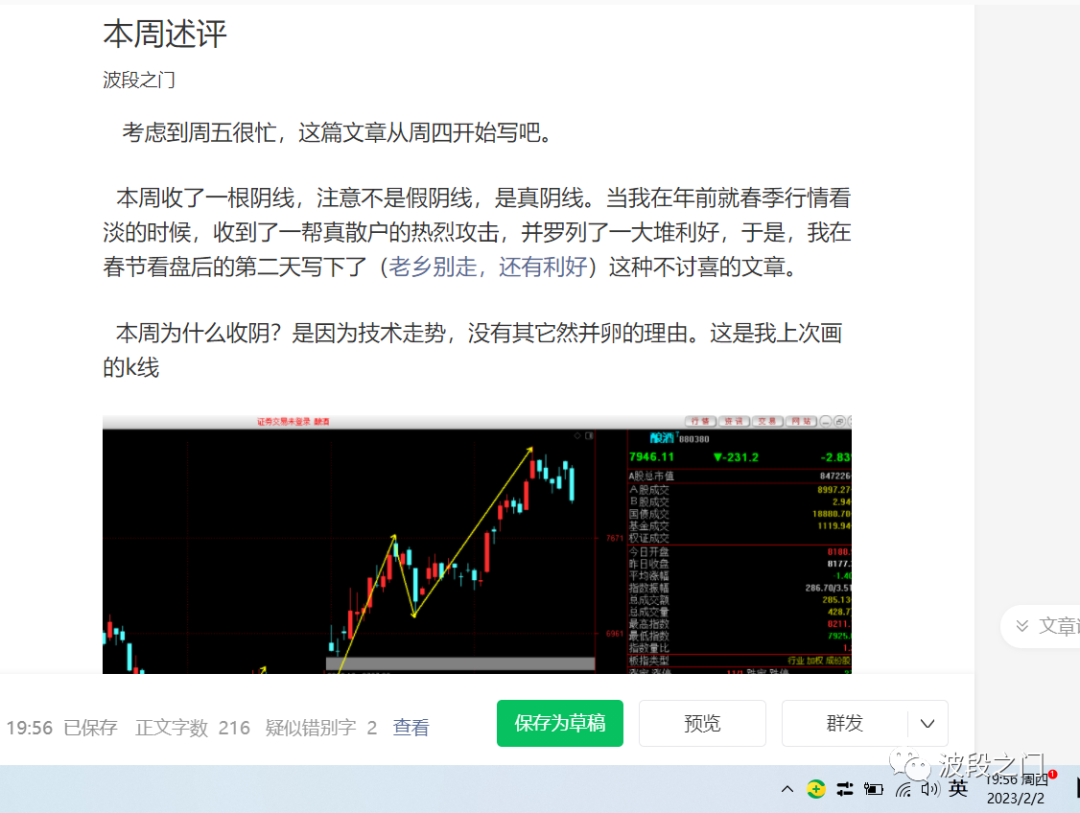 本周述评
波段之门
考虑到周五很忙，这篇文章从周四开始写吧。
本周收了一根阴线，注意不是假阴线，是真阴线。当我在年前就春季行情看
淡的时候，收到了一帮真散户的热烈攻击，并罗列了一大堆利好，于是，我在
春节看盘后的第二天写下了（老乡别走，还有利好）这种不讨喜的文章。
本周为什么收阴？是因为技术走势，没有其它然并卵的理由。这是我上次画
的k线
证券交易未登录 酿酒
行情 资讯 交易 网站
酿酒 880380
7946.11 ▼-231.2 -2.83
A股总市值 847226
A股成交 8997.27
B股成交 2.94
国债成交 18880.70
基金成交 1119.94
权证成交
7671
今日开盘 8180.
昨日收盘 8177.
平均涨幅 -1.40
指数振幅 286.70/3.51
总成交额 285.13
总成交量 428.7
最高指数 8211.
最低指数 7925.
6961
指数量比 1.
板指类型 行业 加权 成份股
文章
19:56 已保存 正文字数 216 疑似错别字 2 查看
保存为草稿 预览 群发
波段之门
英 19:56 周四
2023/2/2